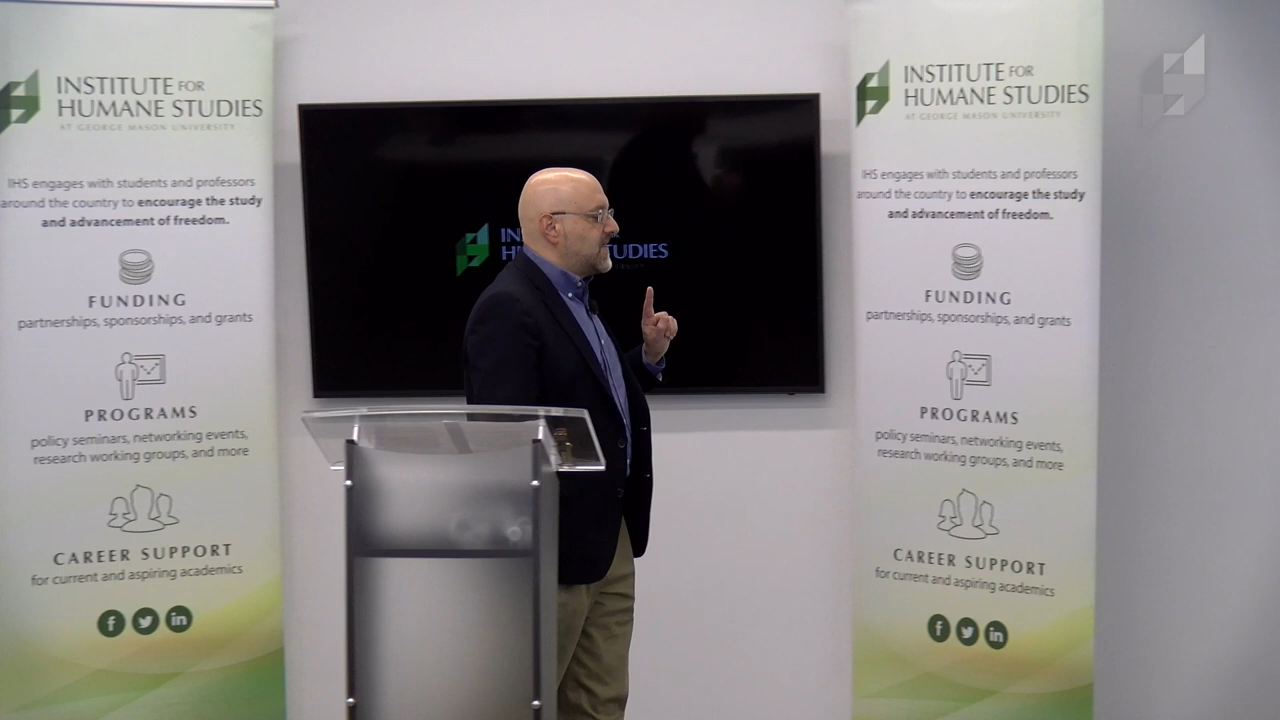 INSTITUTE FOR
HUMANE STUDIES
AT GEORGE MASON UNIVERSITY
IHS engages with students and professors
around the country to encourage the study
and advancement of freedom.
FUNDING
partnerships, sponsorships, and grants
PROGRAMS
policy seminars, networking events,
research working groups, and more
CAREER SUPPORT
for current and aspiring academics
f in
IN
H STUDIES
INSTITUTE FOR
HUMANE STUDIES
AT GEORGE MASON UNIVERSITY
IHS engages with students and professors
around the country to encourage the study
and advancement of freedom.
FUNDING
partnerships, sponsorships, and grants
PROGRAMS
policy seminars, networking events,
research working groups, and more
CAREER SUPPORT
for current and aspiring academics
f in